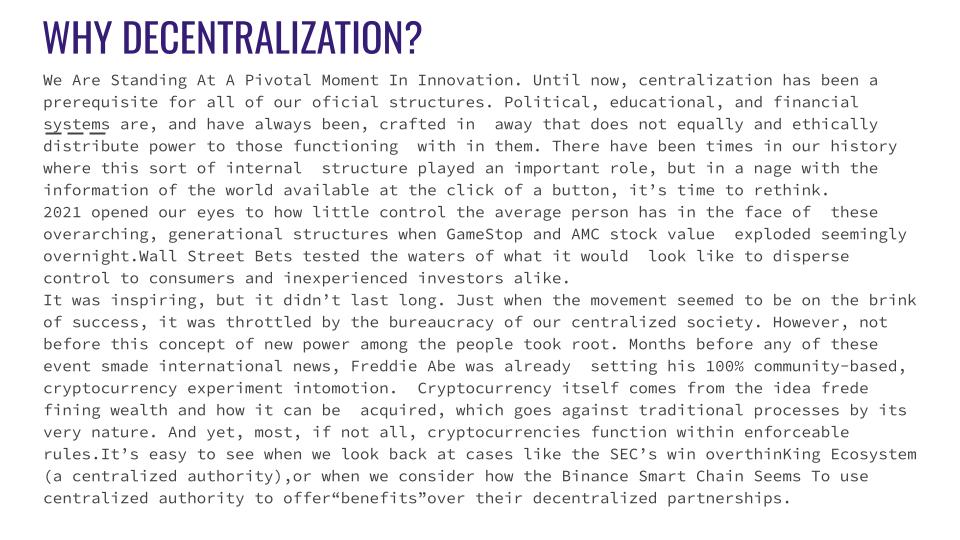 WHY DECENTRALIZATION?
We Are Standing At A Pivotal Moment In Innovation. Until now, centralization has been a
prerequisite for all of our oficial structures. Political, educational, and financial
systems are, and have always been, crafted in  away that does not equally and ethically
distribute power to those functioning  with in them. There have been times in our history
where this sort of internal  structure played an important role, but in a nage with the
information of the world available at the click of a button, it’s time to rethink.
2021 opened our eyes to how little control the average person has in the face of  these
overarching, generational structures when GameStop and AMC stock value  exploded seemingly
overnight.Wall Street Bets tested the waters of what it would  look like to disperse
control to consumers and inexperienced investors alike.
It was inspiring, but it didn’t last long. Just when the movement seemed to be on the brink
of success, it was throttled by the bureaucracy of our centralized society. However, not
before this concept of new power among the people took root. Months before any of these
event smade international news, Freddie Abe was already  setting his 100% community-based,
cryptocurrency experiment intomotion.  Cryptocurrency itself comes from the idea frede
fining wealth and how it can be  acquired, which goes against traditional processes by its
very nature. And yet, most, if not all, cryptocurrencies function within enforceable
rules.It’s easy to see when we look back at cases like the SEC’s win overthinKing Ecosystem
(a centralized authority),or when we consider how the Binance Smart Chain Seems To use
centralized authority to offer“benefits”over their decentralized partnerships.